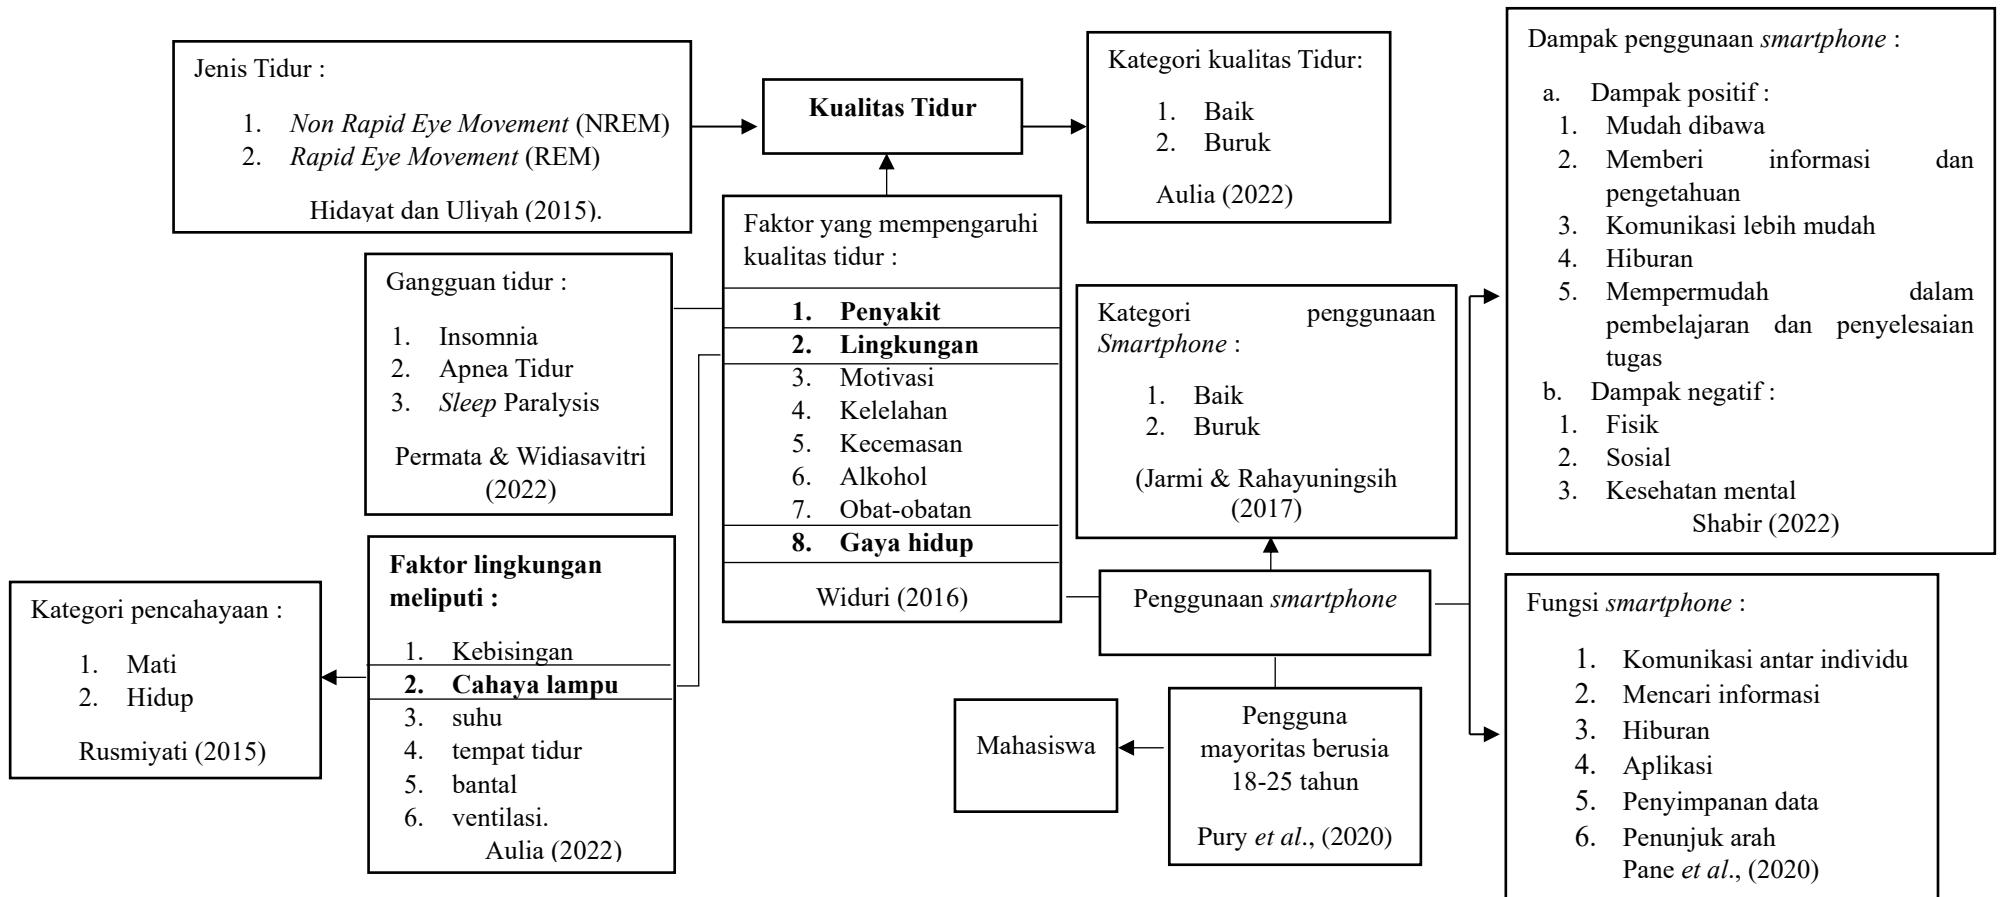 Jenis Tidur :
1. Non Rapid Eye Movement (NREM)
2. Rapid Eye Movement (REM)
Hidayat dan Uliyah (2015).
Kualitas Tidur
Kategori kualitas Tidur:
1. Baik
2. Buruk
Aulia (2022)
Dampak penggunaan smartphone :
a. Dampak positif :
1. Mudah dibawa
2. Memberi informasi dan
pengetahuan
3. Komunikasi lebih mudah
4. Hiburan
5. Mempermudah dalam
pembelajaran dan penyelesaian
tugas
b. Dampak negatif :
1. Fisik
2. Sosial
3. Kesehatan mental
Shabir (2022)
Gangguan tidur :
1. Insomnia
2. Apnea Tidur
3. Sleep Paralysis
Permata & Widiasavitri
(2022)
Faktor yang mempengaruhi
kualitas tidur :
1. Penyakit
2. Lingkungan
3. Motivasi
4. Kelelahan
5. Kecemasan
6. Alkohol
7. Obat-obatan
8. Gaya hidup
Widuri (2016)
Kategori penggunaan
Smartphone :
1. Baik
2. Buruk
(Jarmi & Rahayuningsih
(2017)
Kategori pencahayaan :
1. Mati
2. Hidup
Rusmiyati (2015)
Faktor lingkungan
meliputi :
1. Kebisingan
2. Cahaya lampu
3. suhu
4. tempat tidur
5. bantal
6. ventilasi.
Aulia (2022)
Penggunaan smartphone
Mahasiswa
Pengguna
mayoritas berusia
18-25 tahun
Pury et al., (2020)
Fungsi smartphone :
1. Komunikasi antar individu
2. Mencari informasi
3. Hiburan
4. Aplikasi
5. Penyimpanan data
6. Penunjuk arah
Pane et al., (2020)